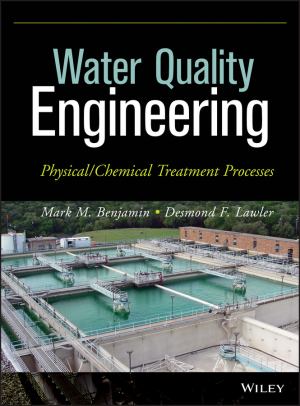 Water Quality
Engineering
Physical/Chemical Treatment Processes
Mark M. Benjamin • Desmond F. Lawler
WILEY